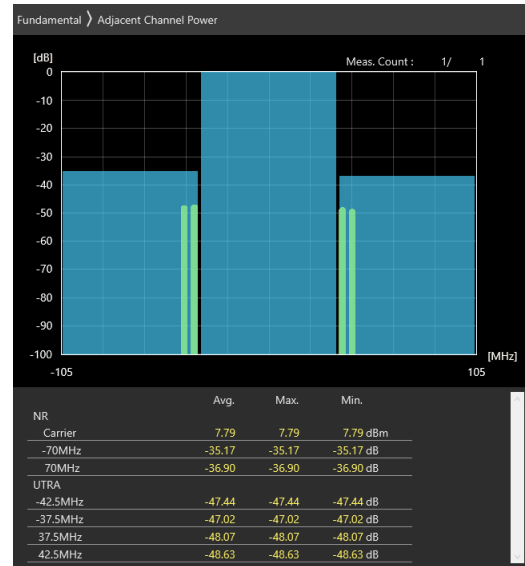 Fundamental 〉 Adjacent Channel Power
[dB]
Meas. Count : 1/ 1
0
-10
-20
-30
-40
-50
-60
-70
-80
-90
-100
[MHz]
-105 105
Avg. Max. Min.
NR
Carrier 7.79 7.79 7.79 dBm
-70MHz -35.17 -35.17 -35.17 dB
70MHz -36.90 -36.90 -36.90 dB
UTRA
-42.5MHz -47.44 -47.44 -47.44 dB
-37.5MHz -47.02 -47.02 -47.02 dB
37.5MHz -48.07 -48.07 -48.07 dB
42.5MHz -48.63 -48.63 -48.63 dB